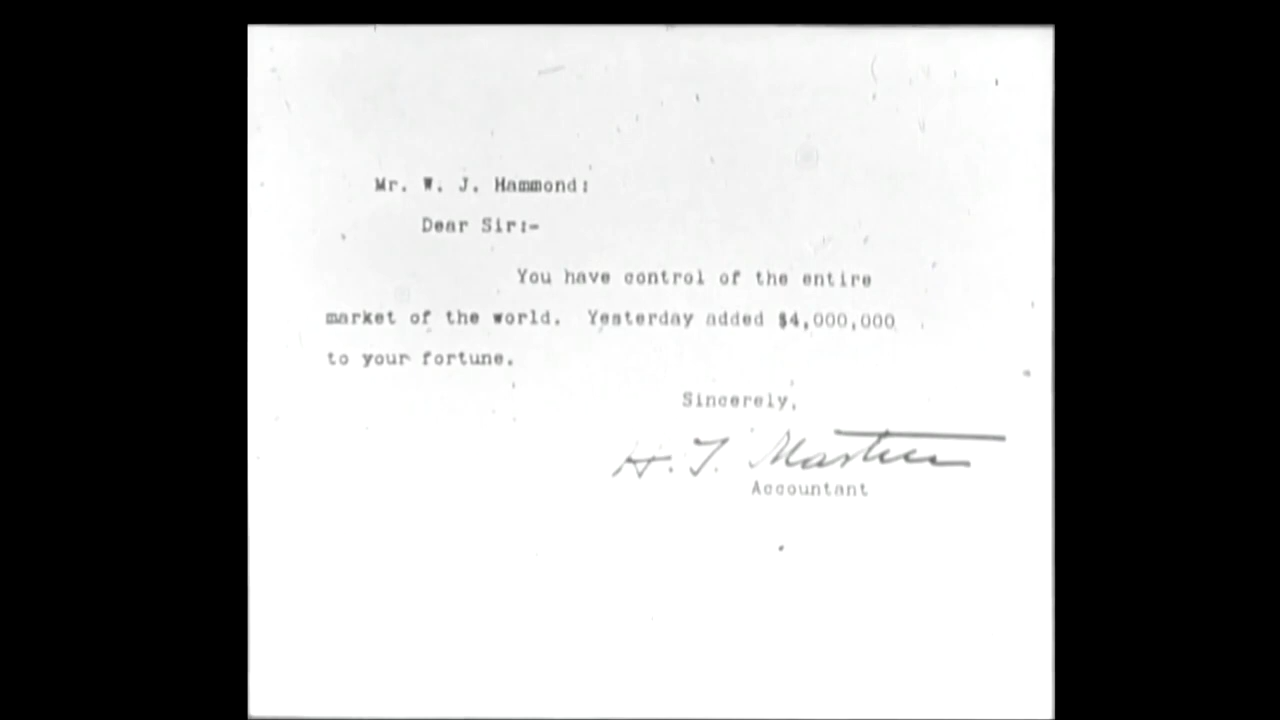 Mr. W. J. Hammond:
Dear Sir:-
You have control of the entire
market of the world. Yesterday added $4,000,000
to your fortune.
Sincerely,
H. T. Martin
Accountant